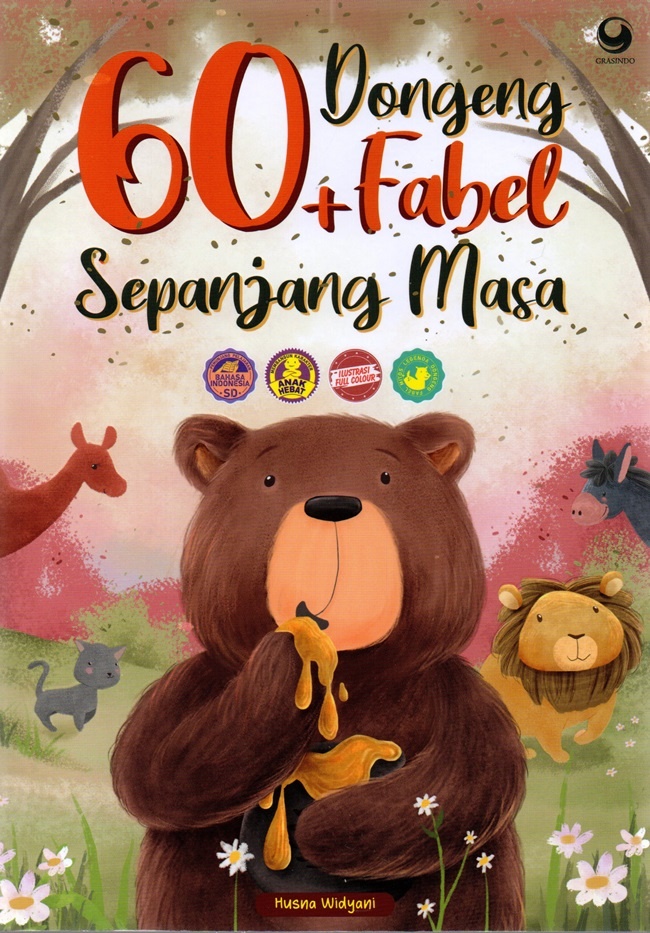 GRASINDO
60+ Dongeng
Fabel
Sepanjang Masa
BAHASA
INDONESIA
SD
ANAK
HEBAT
ILUSTRASI
FULL COLOUR
Husna Widyani